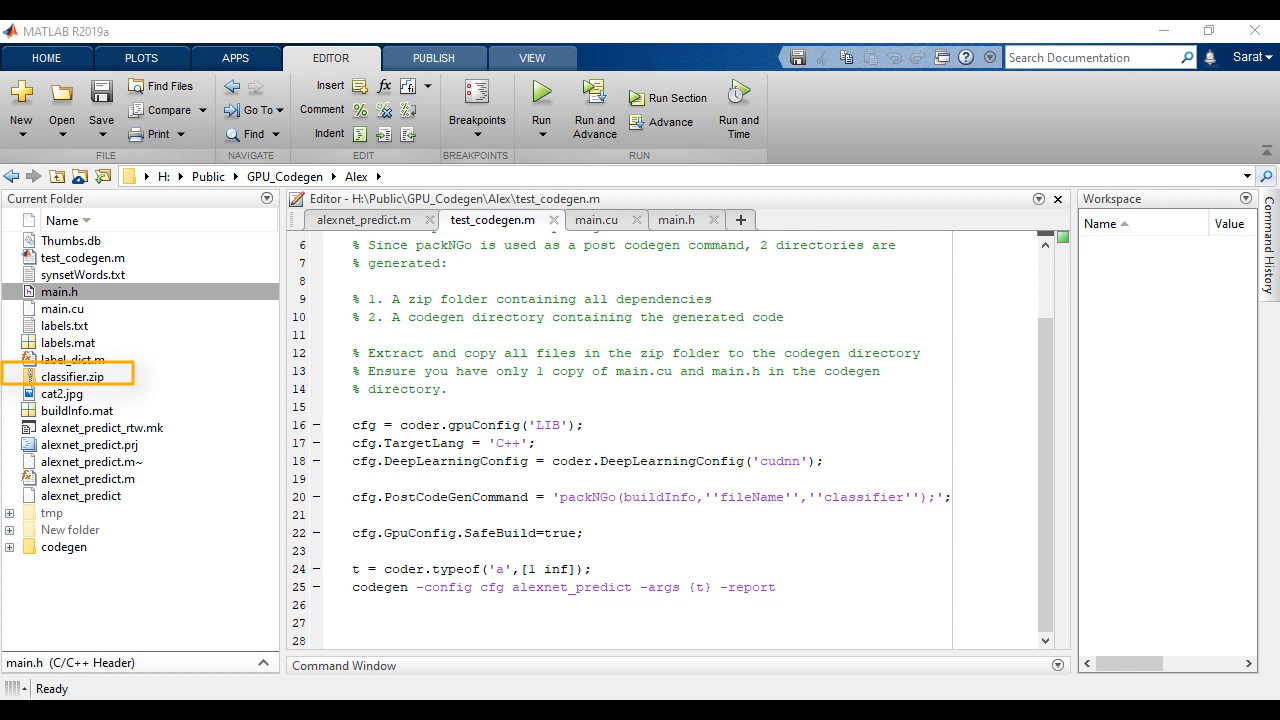 MATLAB R2019a
HOME PLOTS APPS EDITOR PUBLISH VIEW Search Documentation Sarat
New Open Save Find Files Compare Print Go To Find Insert Comment Indent Breakpoints Run Run and Advance Run Section Advance Run and Time
FILE NAVIGATE EDIT BREAKPOINTS RUN
H: Public GPU_Codegen Alex
Current Folder
Name
Thumbs.db
test_codegen.m
synsetWords.txt
main.h
main.cu
labels.txt
labels.mat
label_dict.m
classifier.zip
cat2.jpg
buildInfo.mat
alexnet_predict_rtw.mk
alexnet_predict.prj
alexnet_predict.m~
alexnet_predict.m
alexnet_predict
tmp
New folder
codegen
main.h (C/C++ Header)
Editor - H:\Public\GPU_Codegen\Alex\test_codegen.m
alexnet_predict.m test_codegen.m main.cu main.h
6 % Since packNGo is used as a post codegen command, 2 directories are
7 % generated:
8
9 % 1. A zip folder containing all dependencies
10 % 2. A codegen directory containing the generated code
11
12 % Extract and copy all files in the zip folder to the codegen directory
13 % Ensure you have only 1 copy of main.cu and main.h in the codegen
14 % directory.
15
16 cfg = coder.gpuConfig('LIB');
17 cfg.TargetLang = 'C++';
18 cfg.DeepLearningConfig = coder.DeepLearningConfig('cudnn');
19
20 cfg.PostCodeGenCommand = 'packNGo(buildInfo,''fileName'',''classifier'');';
21
22 cfg.GpuConfig.SafeBuild=true;
23
24 t = coder.typeof('a',[1 inf]);
25 codegen -config cfg alexnet_predict -args {t} -report
26
27
28
Command Window
Workspace
Name Value
Command History
Ready